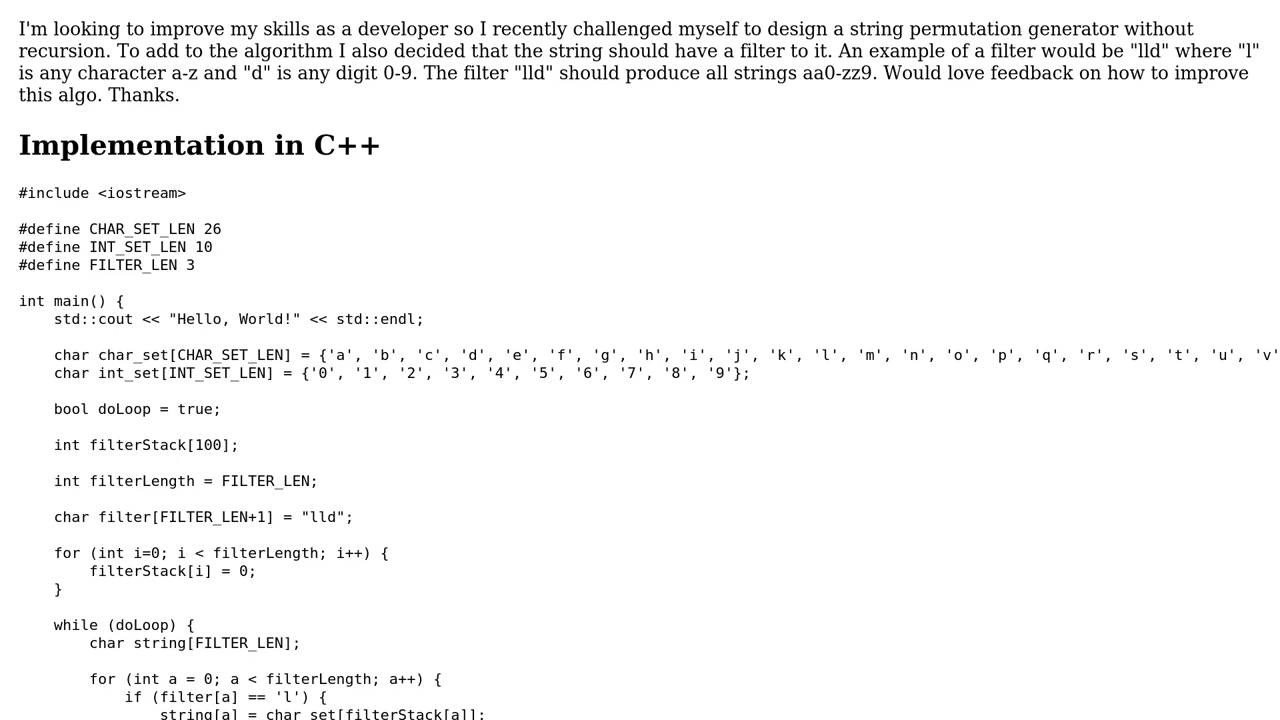 I'm looking to improve my skills as a developer so I recently challenged myself to design a string permutation generator without
recursion. To add to the algorithm I also decided that the string should have a filter to it. An example of a filter would be "lld" where "l"
is any character a-z and "d" is any digit 0-9. The filter "lld" should produce all strings aa0-zz9. Would love feedback on how to improve
this algo. Thanks.
Implementation in C++
#include <iostream>
#define CHAR_SET_LEN 26
#define INT_SET_LEN 10
#define FILTER_LEN 3
int main() {
    std::cout << "Hello, World!" << std::endl;
    char char_set[CHAR_SET_LEN] = {'a', 'b', 'c', 'd', 'e', 'f', 'g', 'h', 'i', 'j', 'k', 'l', 'm', 'n', 'o', 'p', 'q', 'r', 's', 't', 'u', 'v'
    char int_set[INT_SET_LEN] = {'0', '1', '2', '3', '4', '5', '6', '7', '8', '9'};
    bool doLoop = true;
    int filterStack[100];
    int filterLength = FILTER_LEN;
    char filter[FILTER_LEN+1] = "lld";
    for (int i=0; i < filterLength; i++) {
        filterStack[i] = 0;
    }
    while (doLoop) {
        char string[FILTER_LEN];
        for (int a = 0; a < filterLength; a++) {
            if (filter[a] == 'l') {
                string[a] = char_set[filterStack[a]];